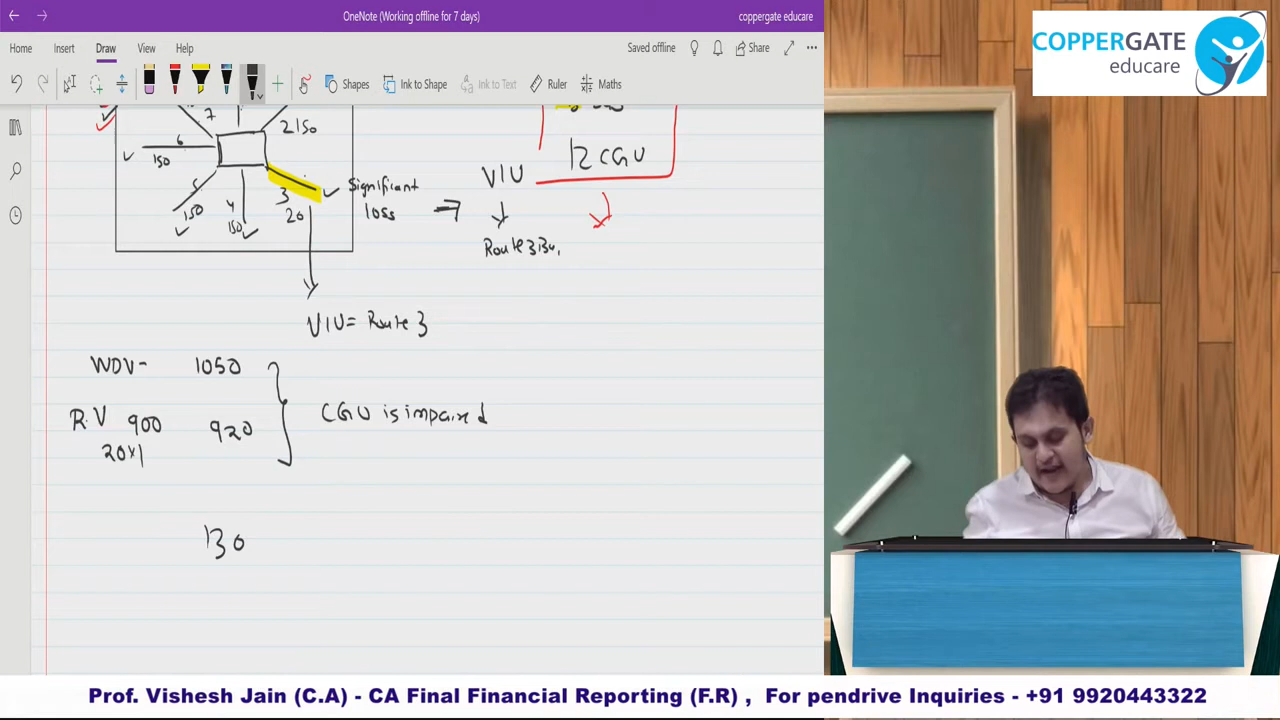 OneNote (Working offline for 7 days)
coppergate educare
Home Insert Draw View Help
Saved offline
Share
Shapes
Ink to Shape
Ink to Text
Ruler
Maths
COPPERGATE
educare
7
2 150
6
150
5
150
4
150
3
20
Significant
loss
VIU
12 CGU
Route 3
VIU = Route 3
WDV - 1050
R.V 900 920
20x1
CGU is impaired
130
Prof. Vishesh Jain (C.A) - CA Final Financial Reporting (F.R) , For pendrive Inquiries - +91 9920443322